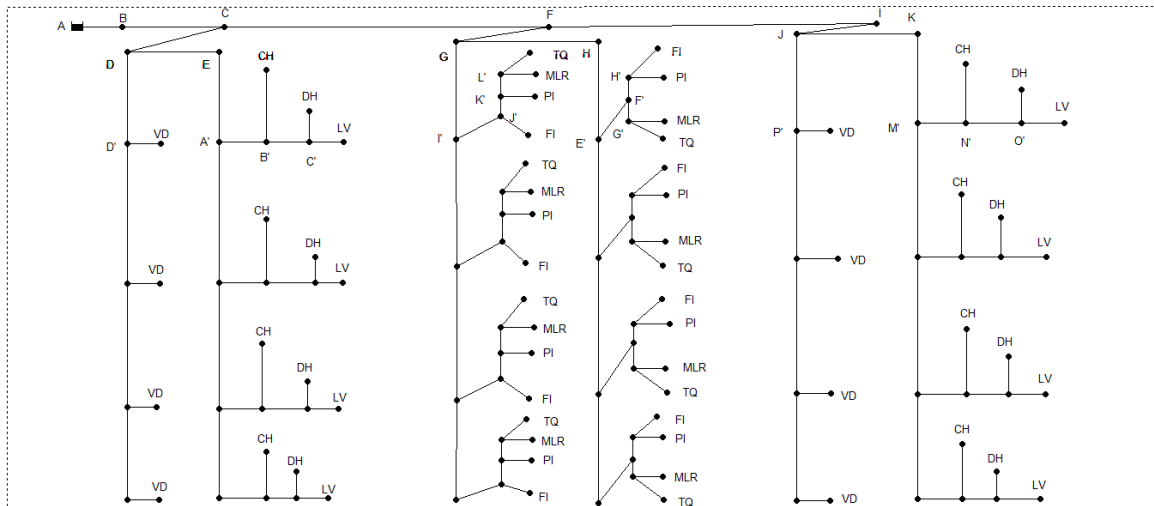 A B C F I K
J
D E CH G TQ H FI
L' MLR H' PI CH
K' PI F' DH
DH J' MLR LV
VD LV I' FI G' P' VD M'
D' A' B' C' E' TQ N' O'
TQ FI
MLR PI CH
CH PI DH
DH MLR LV
VD LV FI TQ VD
TQ FI
MLR PI CH
CH PI DH
DH MLR LV
VD LV FI TQ VD
TQ FI
MLR PI CH
CH PI DH
DH MLR LV
VD LV FI TQ VD